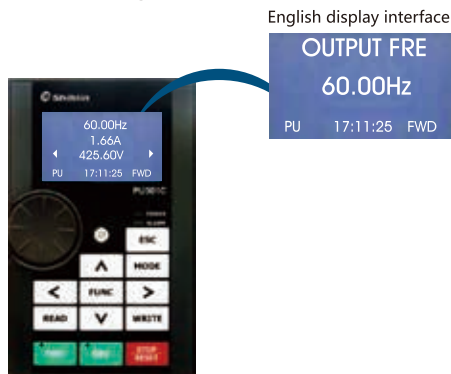 English display interface
OUTPUT FRE
60.00Hz
PU 17:11:25 FWD
60.00Hz
1.66A
425.60V
PU 17:11:25 FWD
PU301C
ESC
MODE
FUNC
READ
WRITE
STOP
RESET